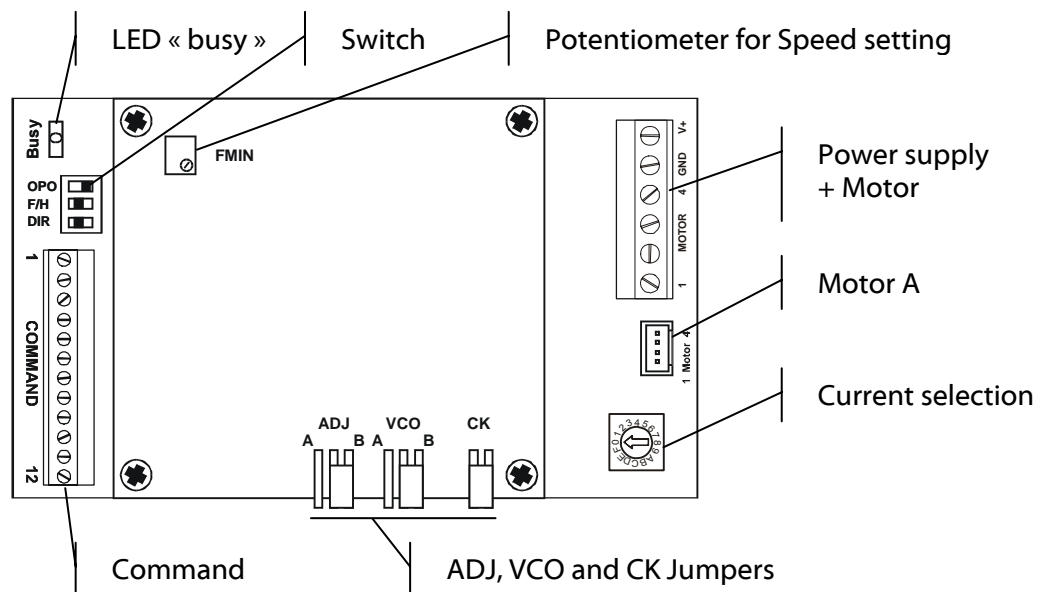 LED « busy »
Switch
Potentiometer for Speed setting
Busy
FMIN
OPO
F/H
DIR
V+
GND
4
MOTOR
1
Power supply
+ Motor
1
COMMAND
12
Motor A
1 Motor 4
Current selection
0123456789ABCDEF
ADJ
A B
VCO
A B
CK
Command
ADJ, VCO and CK Jumpers